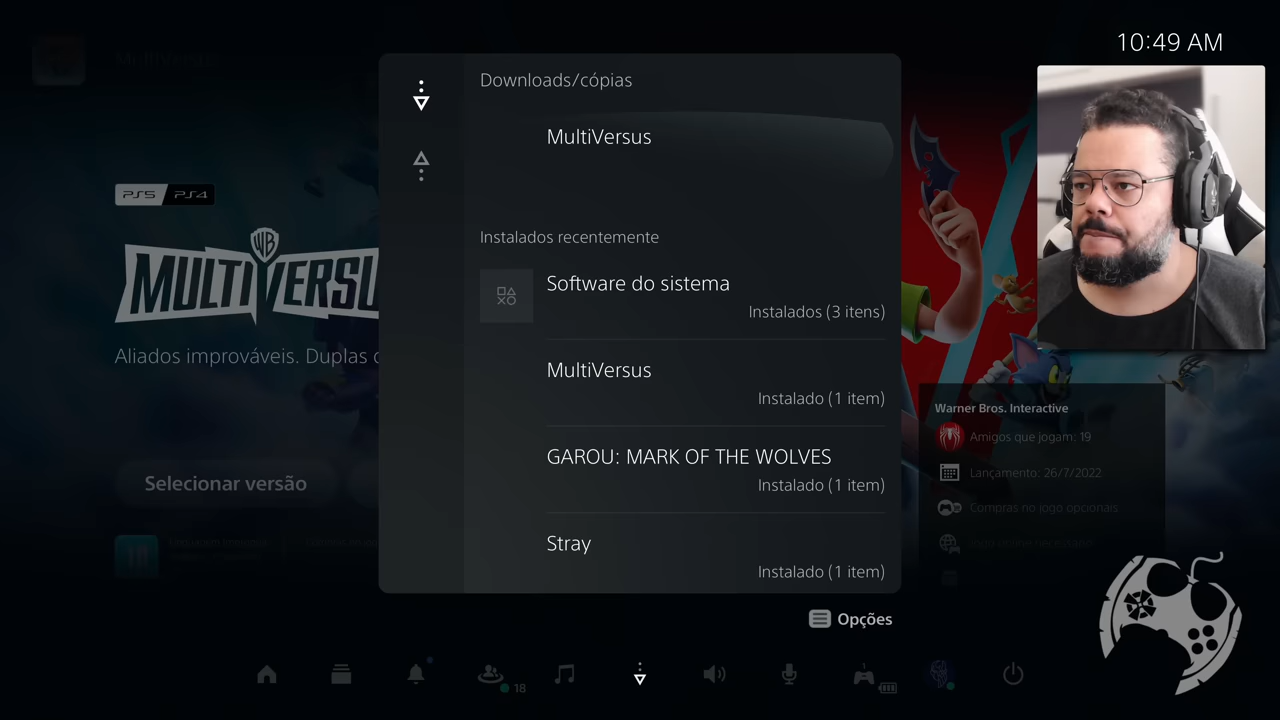 10:49 AM
Downloads/cópias
MultiVersus
PS5 PS4
Instalados recentemente
MULTIVERSU
Software do sistema
Instalados (3 itens)
Aliados improváveis. Duplas
MultiVersus
Instalado (1 item)
Warner Bros. Interactive
Amigos que jogam: 19
GAROU: MARK OF THE WOLVES
Instalado (1 item)
Lançamento: 26/7/2022
Selecionar versão
Compras no jogo opcionais
Stray
Instalado (1 item)
Opções
18
1